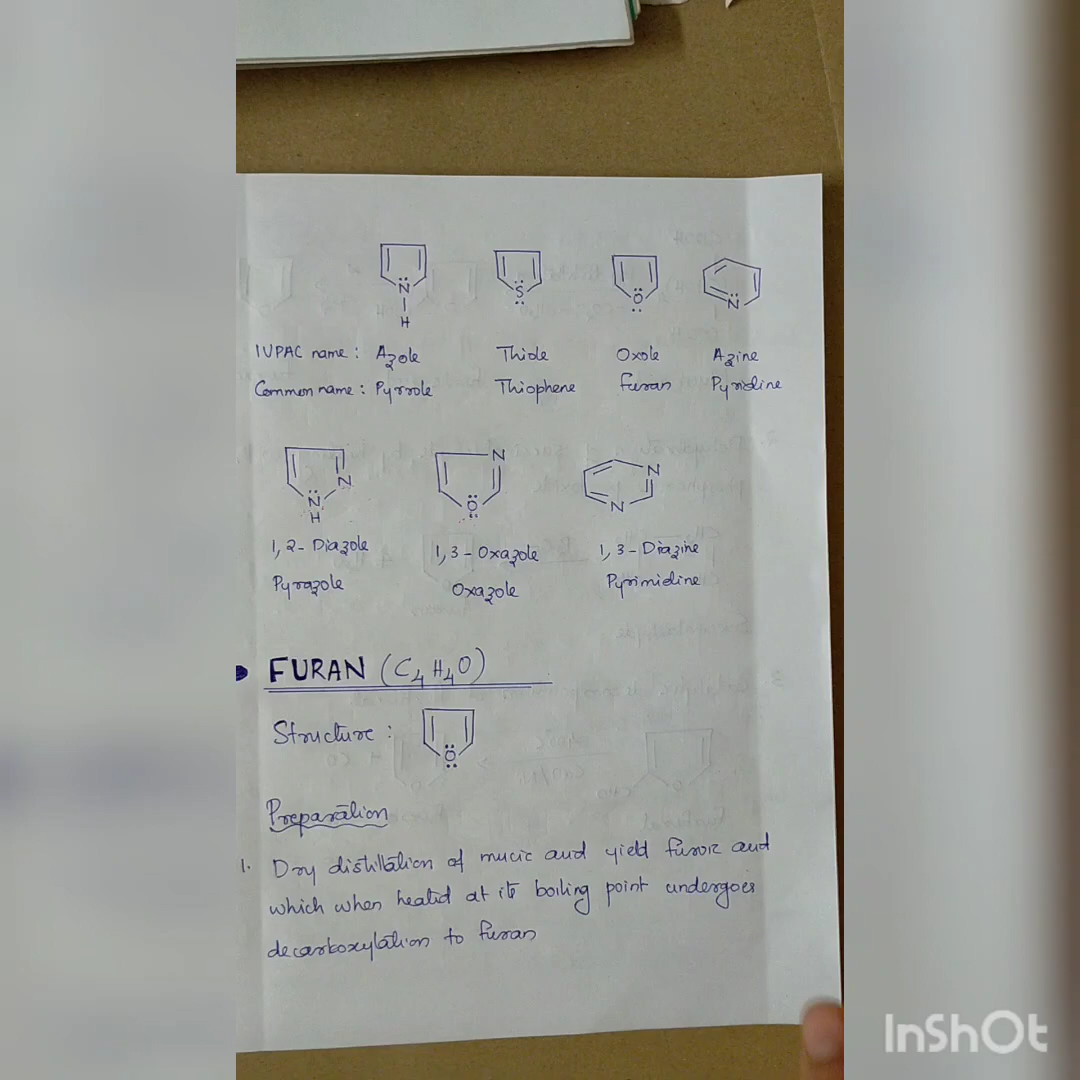 N
H
S
O
N
IUPAC name : Azole Thiole Oxole Azine
Common name : Pyrrole Thiophene Furan Pyridine
N
N
H
N
O
N
N
1,2- Diazole 1,3 - Oxazole 1,3- Diazine
Pyrazole Oxazole Pyrimidine
FURAN (C4H4O)
Structure :
O
Preparation
1. Dry distillation of mucic and yield furoic and
which when heated at its boiling point undergoes
decarboxylation to furan
InShOt